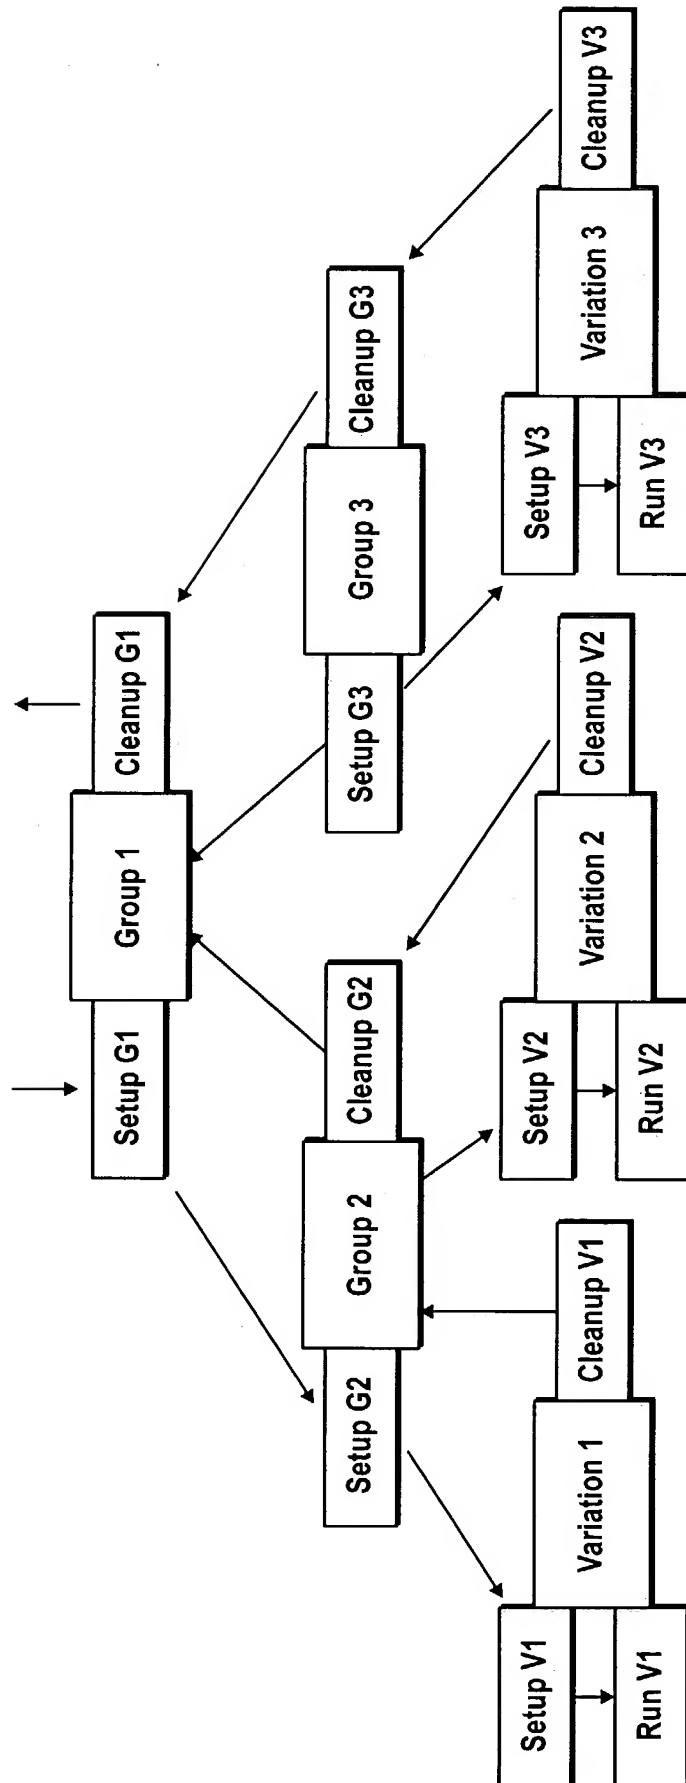 Setup G1
Group 1
Cleanup G1
Setup G2
Group 2
Cleanup G2
Setup G3
Group 3
Cleanup G3
Setup V1
Run V1
Variation 1
Cleanup V1
Setup V2
Run V2
Variation 2
Cleanup V2
Setup V3
Run V3
Variation 3
Cleanup V3